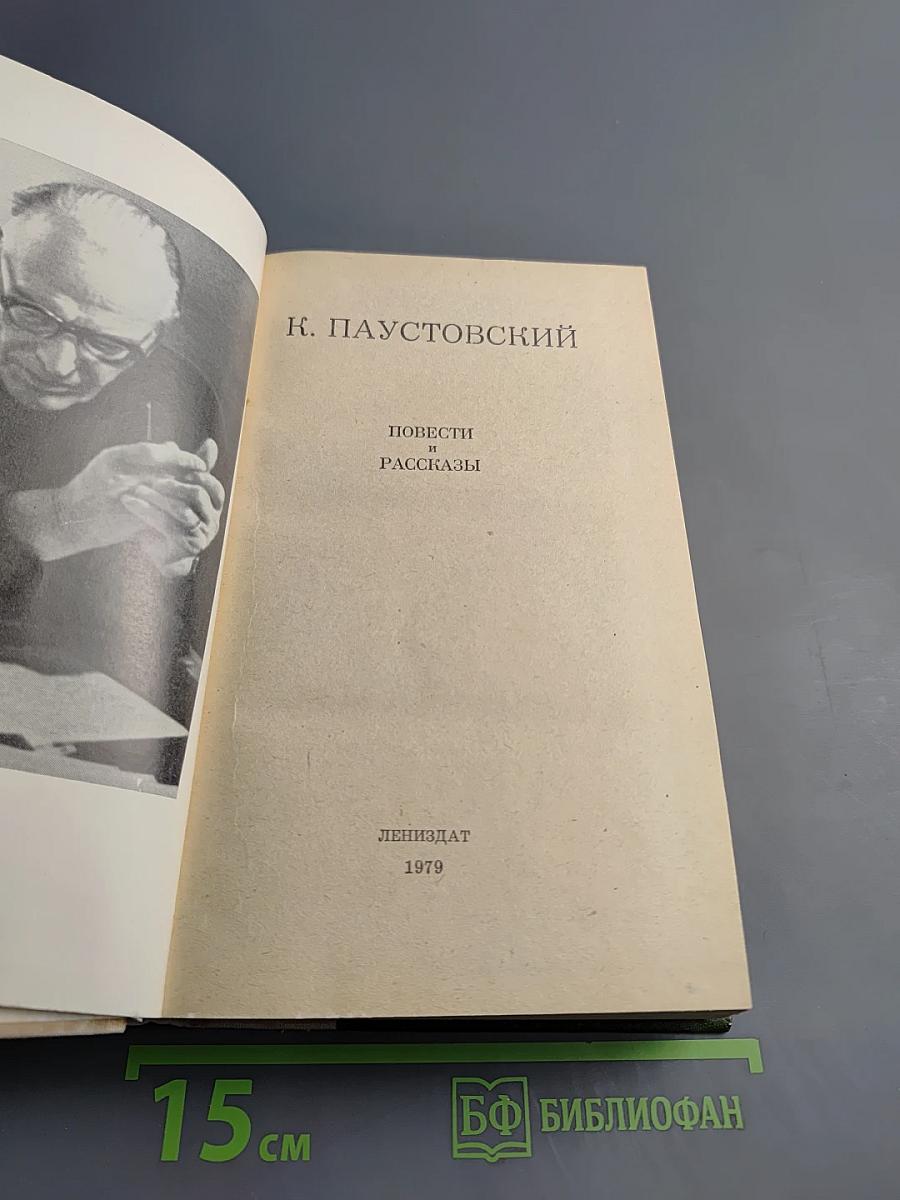 К. ПАУСТОВСКИЙ
ПОВЕСТИ
и
РАССКАЗЫ
ЛЕНИЗДАТ
1979
15 см
БФ БИБЛИОФАН